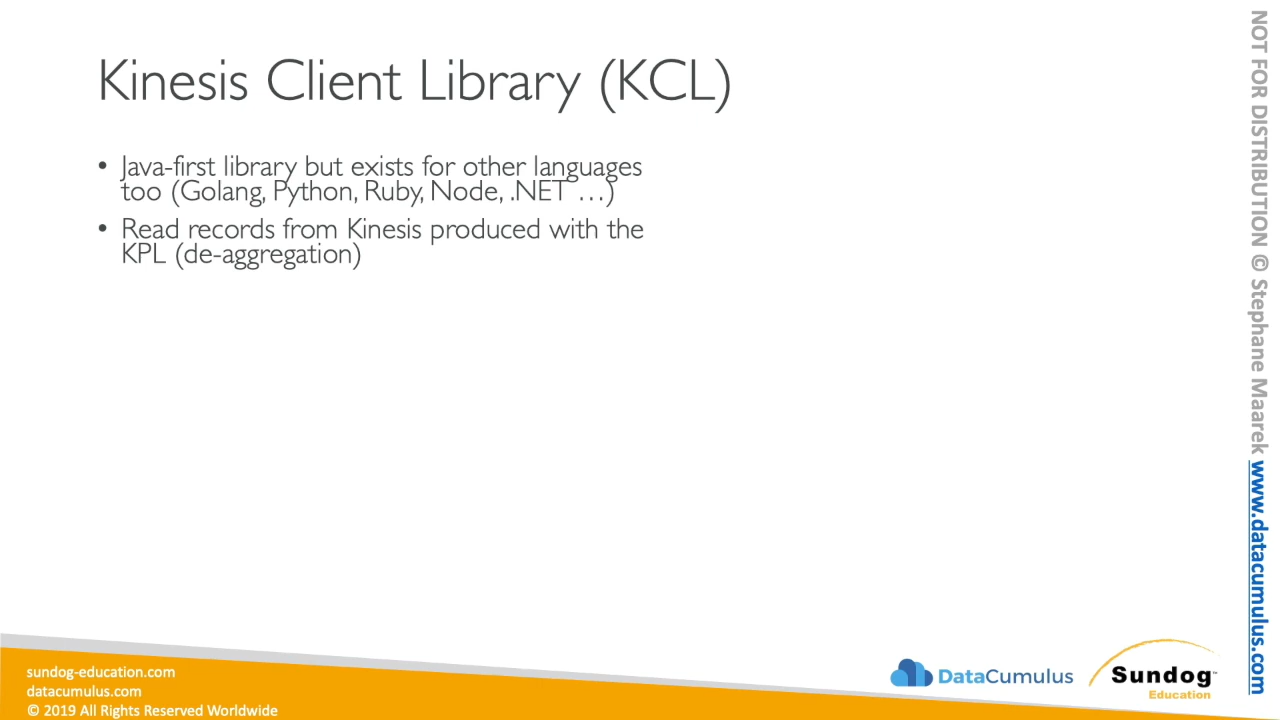 Kinesis Client Library (KCL)
• Java-first library but exists for other languages
too (Golang, Python, Ruby, Node, .NET …)
• Read records from Kinesis produced with the
KPL (de-aggregation)
NOT FOR DISTRIBUTION © Stephane Maarek www.datacumulus.com
sundog-education.com
datacumulus.com
© 2019 All Rights Reserved Worldwide
DataCumulus
Sundog™
Education